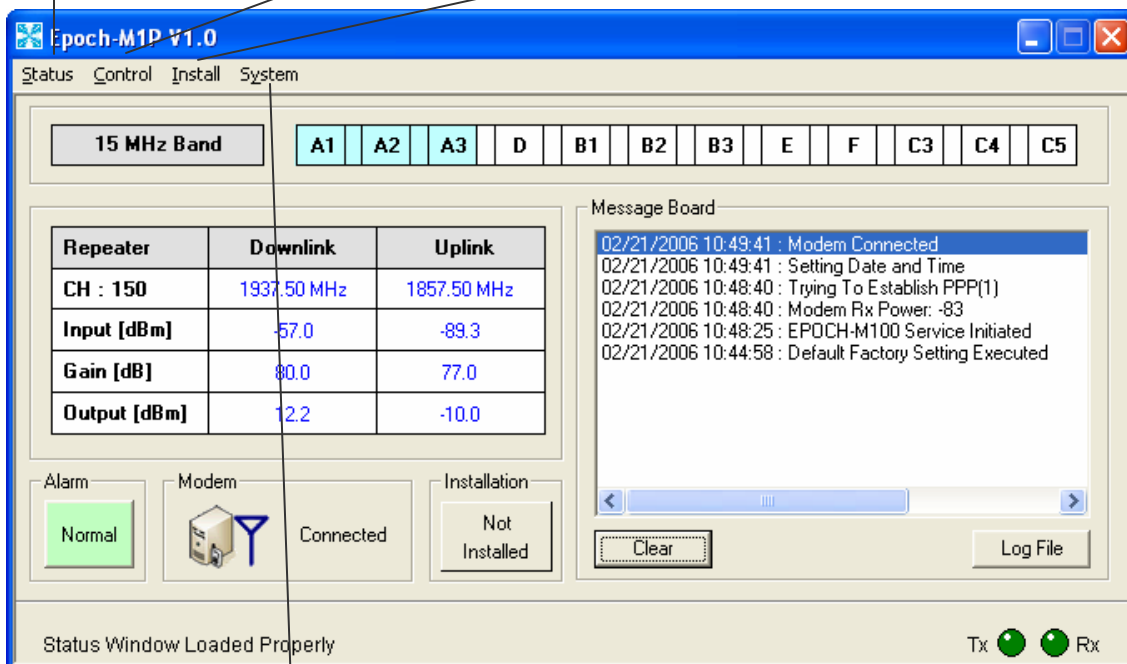 Epoch-M1P V1.0
Status Control Install System
15 MHz Band A1 A2 A3 D B1 B2 B3 E F C3 C4 C5
Repeater Downlink Uplink
CH : 150 1937.50 MHz 1857.50 MHz
Input [dBm] -57.0 -89.3
Gain [dB] 80.0 77.0
Output [dBm] 12.2 -10.0
Message Board
02/21/2006 10:49:41 : Modem Connected
02/21/2006 10:49:41 : Setting Date and Time
02/21/2006 10:48:40 : Trying To Establish PPP(1)
02/21/2006 10:48:40 : Modem Rx Power: -83
02/21/2006 10:48:25 : EPOCH-M100 Service Initiated
02/21/2006 10:44:58 : Default Factory Setting Executed
Alarm
Normal
Modem
Connected
Installation
Not
Installed
Clear Log File
Status Window Loaded Properly Tx Rx